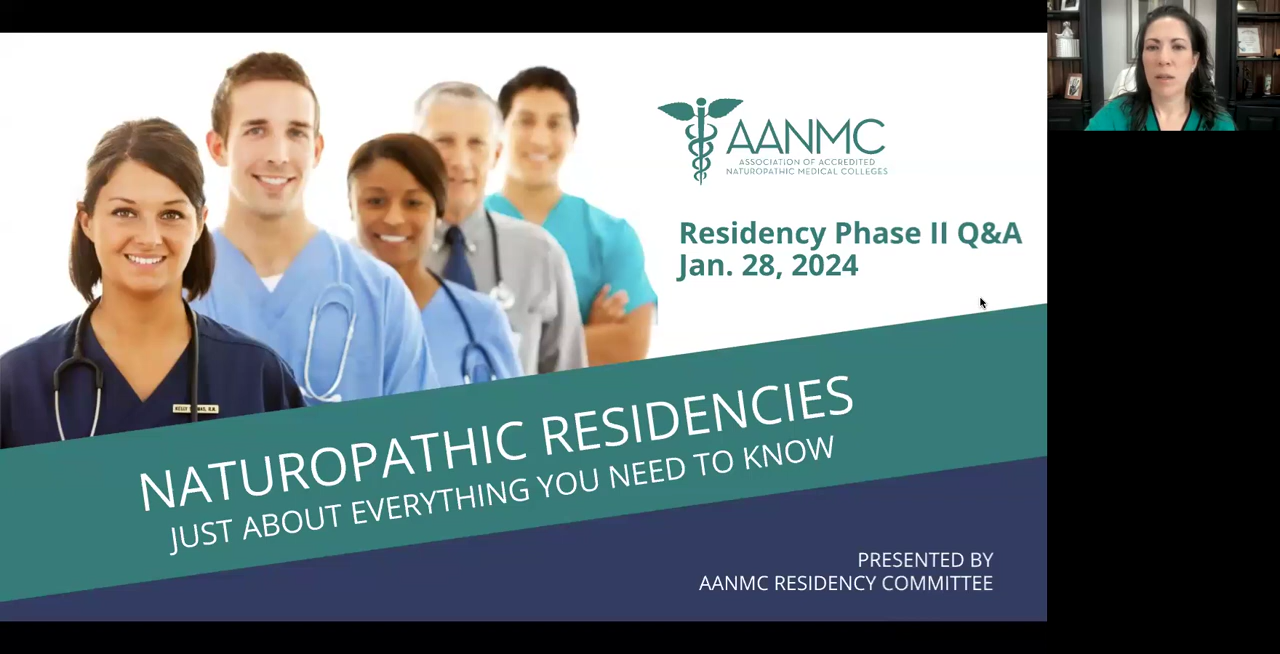 AANMC
ASSOCIATION OF ACCREDITED
NATUROPATHIC MEDICAL COLLEGES
Residency Phase II Q&A
Jan. 28, 2024
NATUROPATHIC RESIDENCIES
JUST ABOUT EVERYTHING YOU NEED TO KNOW
PRESENTED BY
AANMC RESIDENCY COMMITTEE